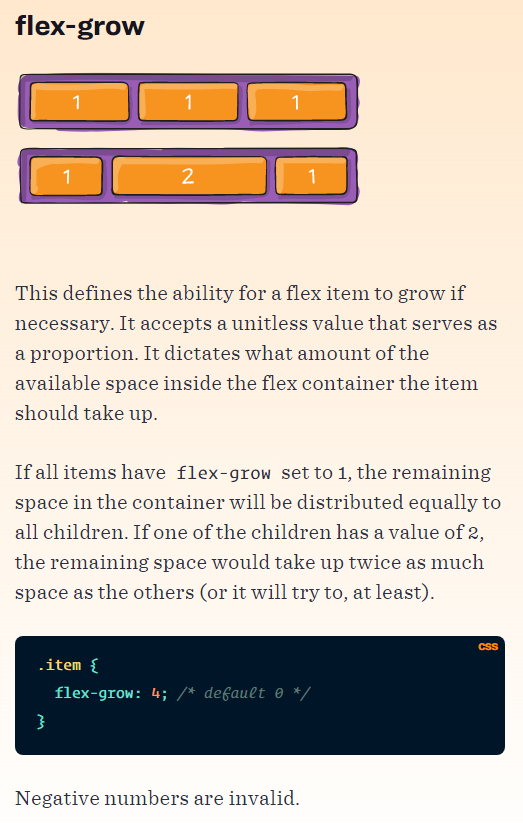 flex-grow
1 1 1
1 2 1
This defines the ability for a flex item to grow if
necessary. It accepts a unitless value that serves as
a proportion. It dictates what amount of the
available space inside the flex container the item
should take up.
If all items have flex-grow set to 1, the remaining
space in the container will be distributed equally to
all children. If one of the children has a value of 2,
the remaining space would take up twice as much
space as the others (or it will try to, at least).
CSS
.item {
flex-grow: 4; /* default 0 */
}
Negative numbers are invalid.